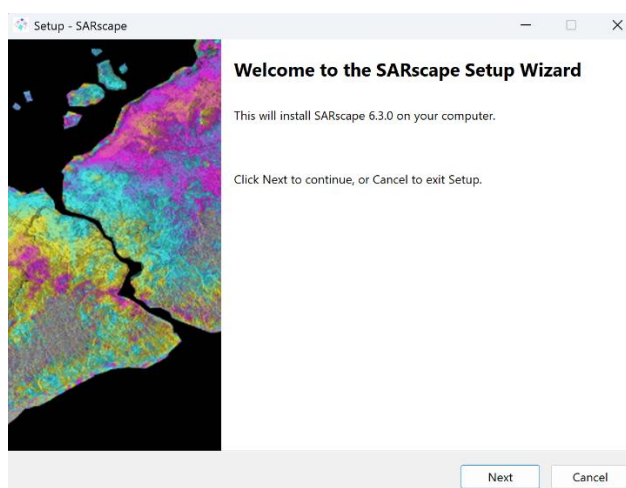 Setup - SARscape
Welcome to the SARscape Setup Wizard
This will install SARscape 6.3.0 on your computer.
Click Next to continue, or Cancel to exit Setup.
Next
Cancel